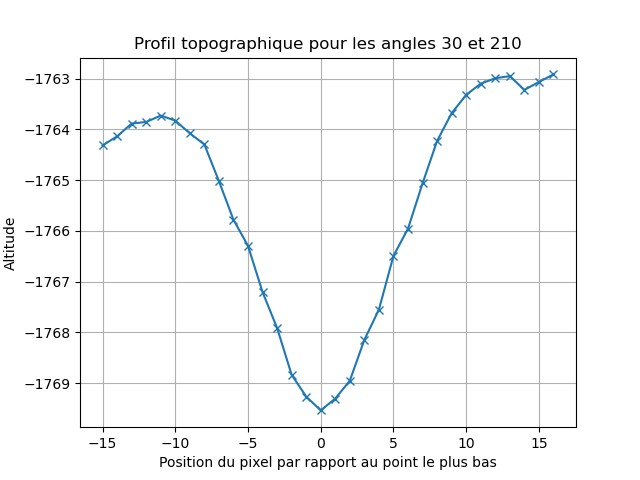 Profil topographique pour les angles 30 et 210
−1763
−1764
−1765
−1766
−1767
−1768
−1769
Altitude
−15 −10 −5 0 5 10 15
Position du pixel par rapport au point le plus bas